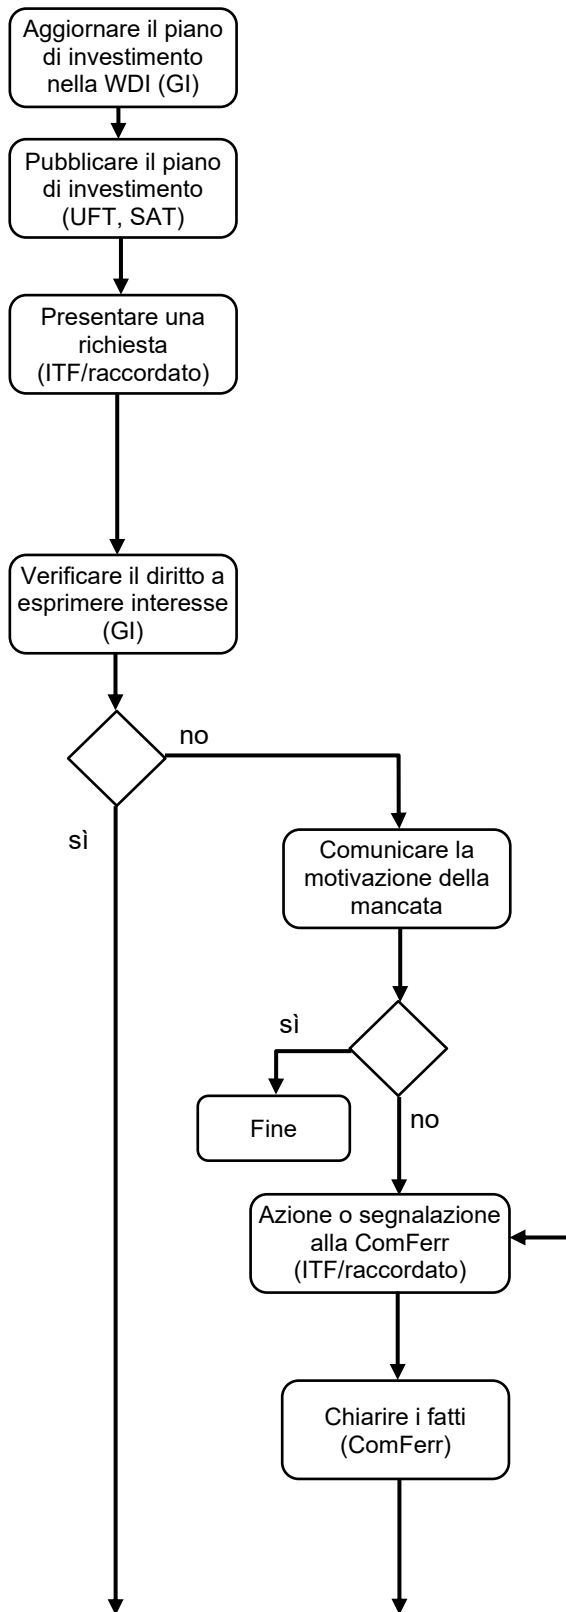 Aggiornare il piano
di investimento
nella WDI (GI)
Pubblicare il piano
di investimento
(UFT, SAT)
Presentare una
richiesta
(ITF/raccordato)
Verificare il diritto a
esprimere interesse
(GI)
no
sì
Comunicare la
motivazione della
mancata
sì
Fine
no
Azione o segnalazione
alla ComFerr
(ITF/raccordato)
Chiarire i fatti
(ComFerr)